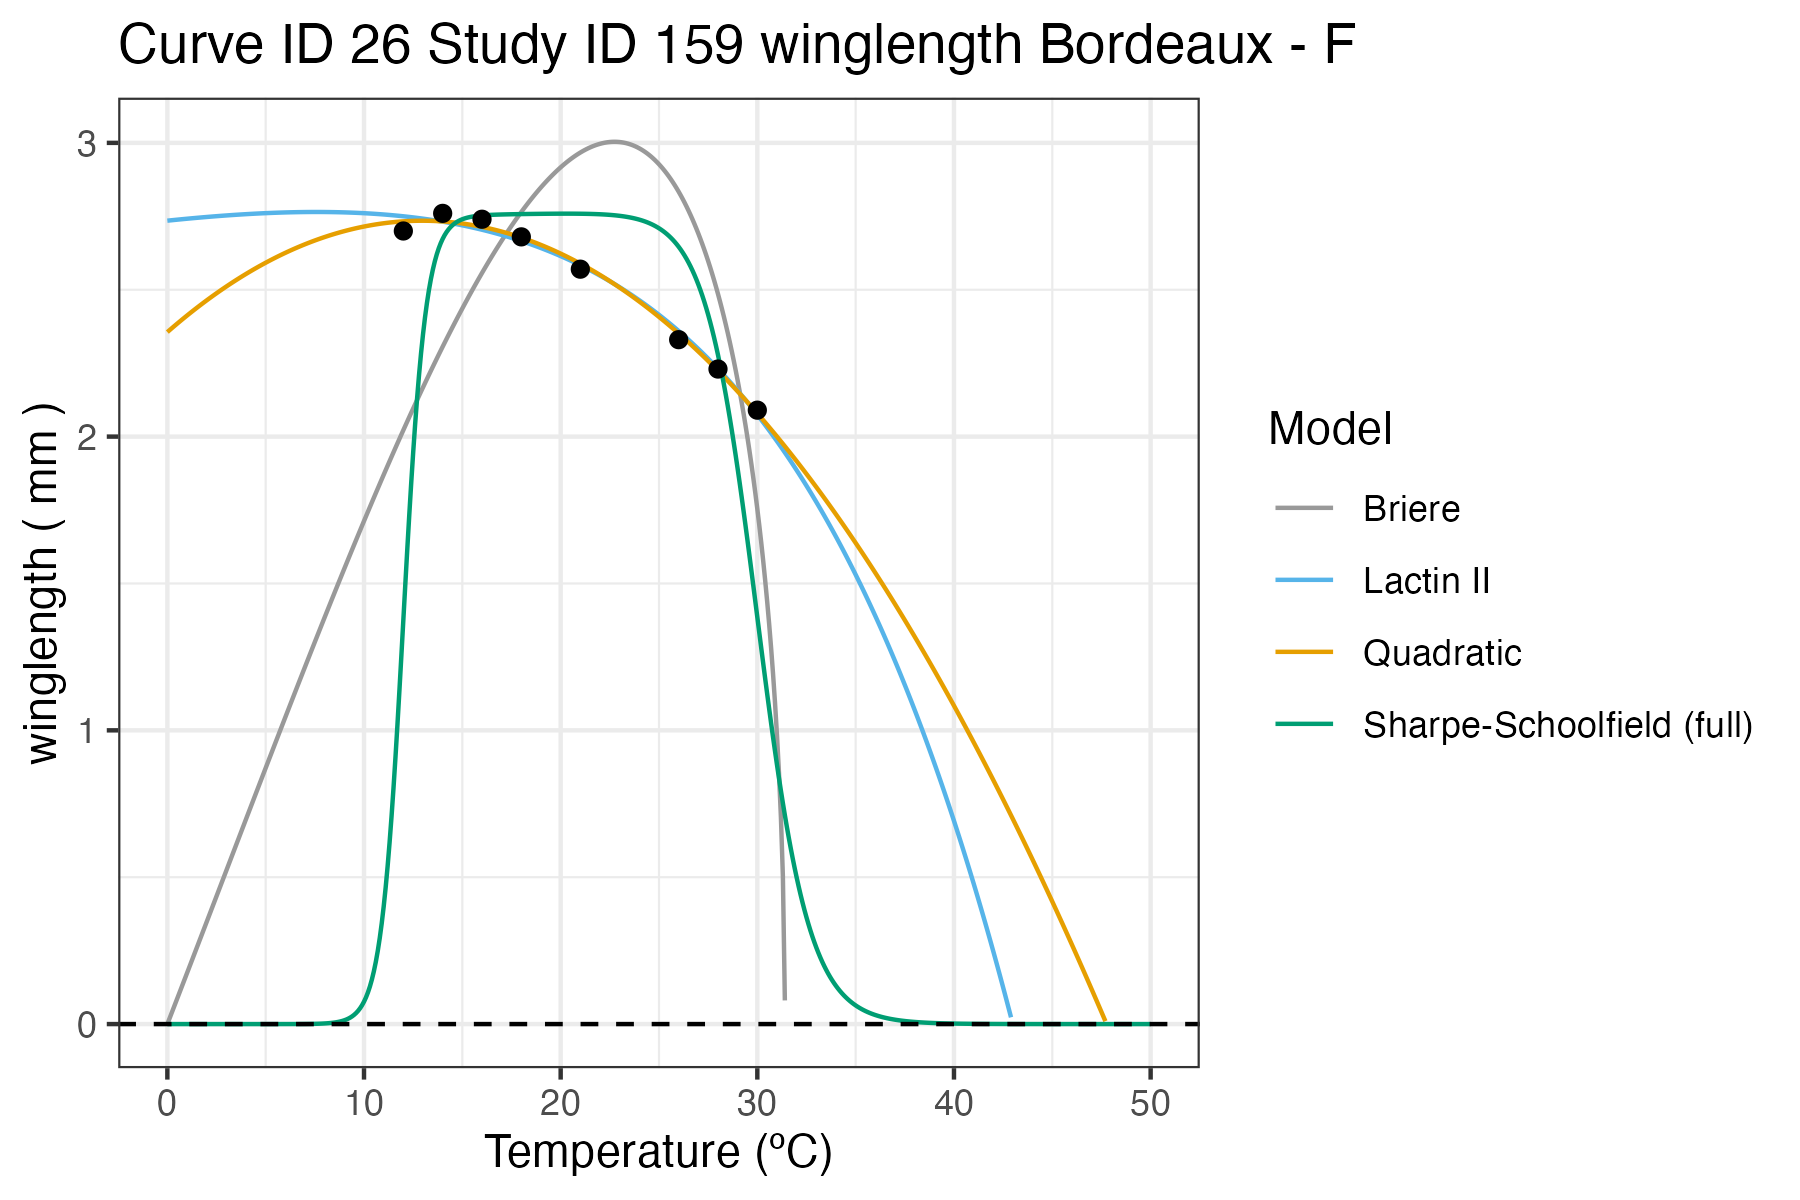 Curve ID 26 Study ID 159 winglength Bordeaux - F
winglength ( mm )
3
2
1
0
0 10 20 30 40 50
Temperature (ºC)
Model
Briere
Lactin II
Quadratic
Sharpe-Schoolfield (full)